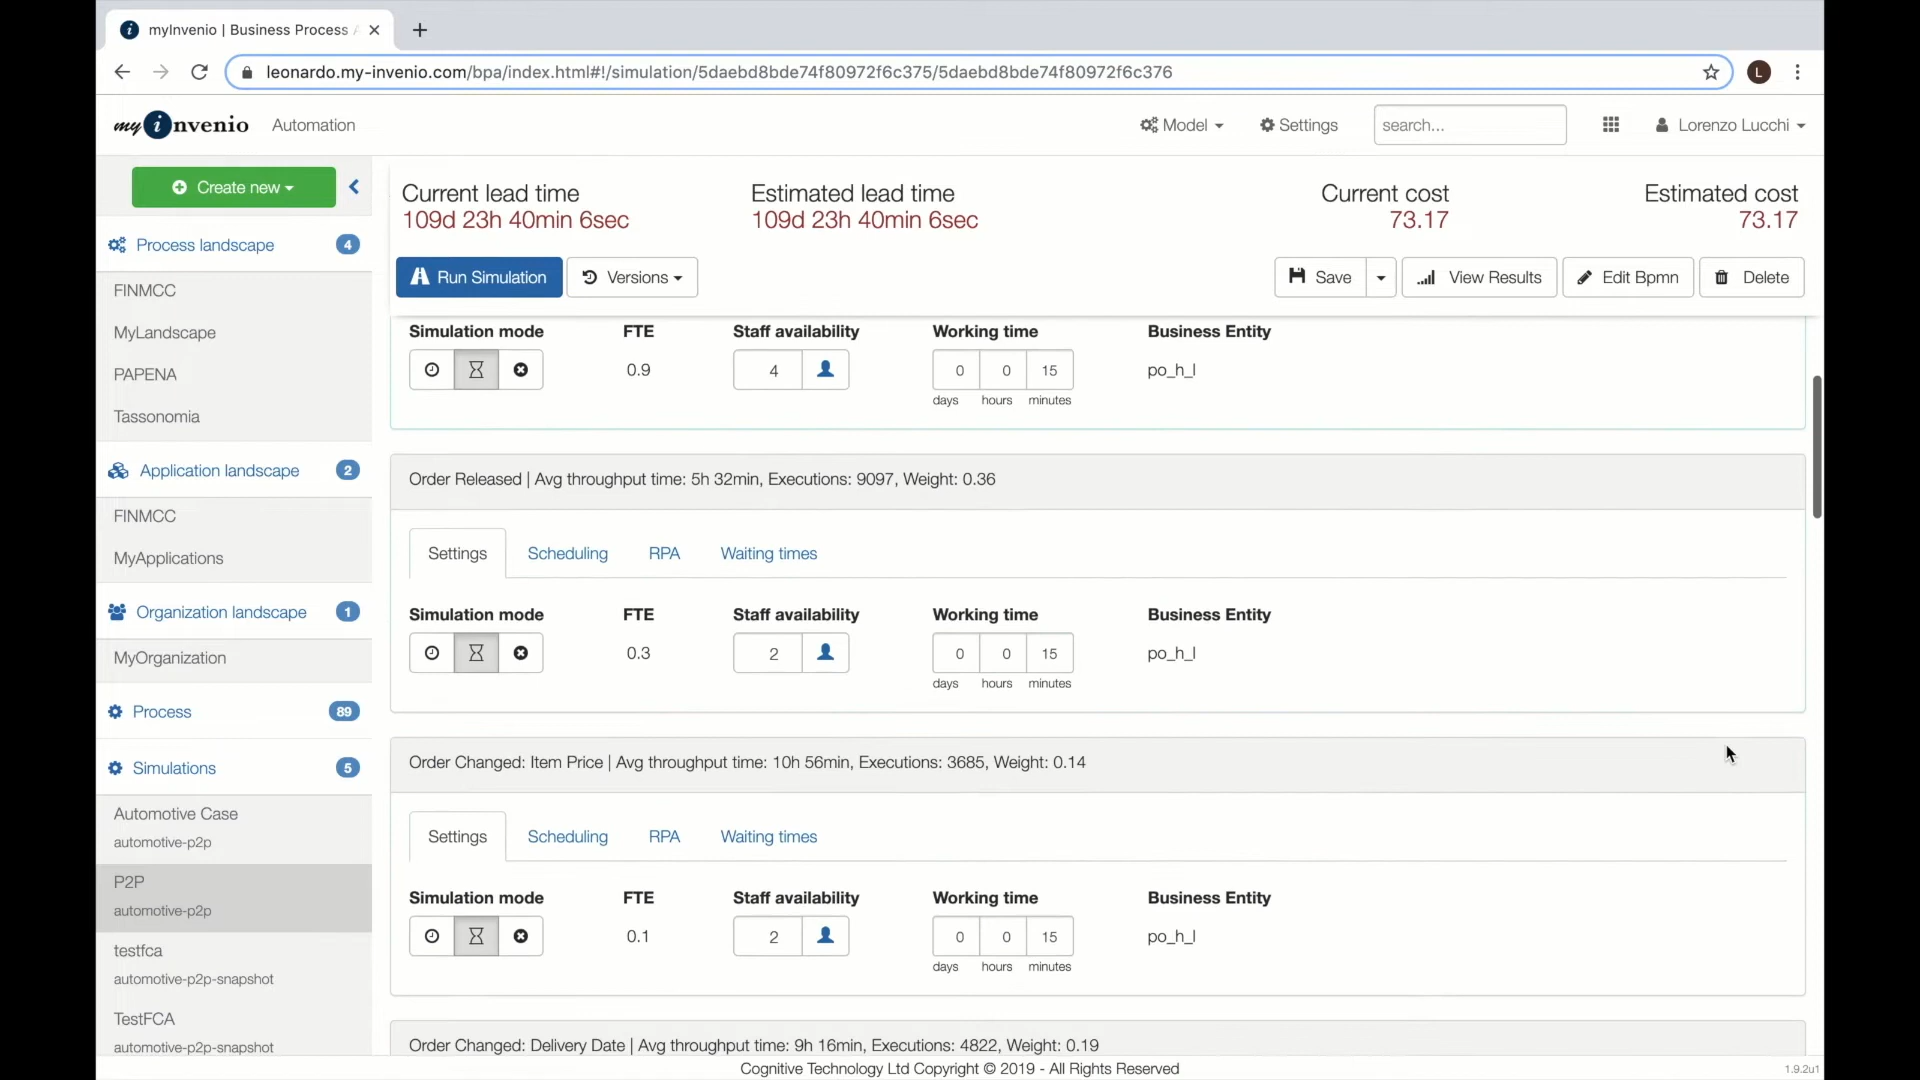 myInvenio | Business Process A
leonardo.my-invenio.com/bpa/index.html#!/simulation/5daebd8bde74f80972f6c375/5daebd8bde74f80972f6c376
L
my invenio
Automation
Model
Settings
search...
Lorenzo Lucchi
Create new
Process landscape 4
FINMCC
MyLandscape
PAPENA
Tassonomia
Application landscape 2
FINMCC
MyApplications
Organization landscape 1
MyOrganization
Process 89
Simulations 5
Automotive Case
automotive-p2p
P2P
automotive-p2p
testfca
automotive-p2p-snapshot
TestFCA
automotive-p2p-snapshot
Current lead time Estimated lead time Current cost Estimated cost
109d 23h 40min 6sec 109d 23h 40min 6sec 73.17 73.17
Run Simulation Versions Save View Results Edit Bpmn Delete
Simulation mode FTE Staff availability Working time Business Entity
0.9 4 0 0 15 po_h_l
days hours minutes
Order Released | Avg throughput time: 5h 32min, Executions: 9097, Weight: 0.36
Settings Scheduling RPA Waiting times
Simulation mode FTE Staff availability Working time Business Entity
0.3 2 0 0 15 po_h_l
days hours minutes
Order Changed: Item Price | Avg throughput time: 10h 56min, Executions: 3685, Weight: 0.14
Settings Scheduling RPA Waiting times
Simulation mode FTE Staff availability Working time Business Entity
0.1 2 0 0 15 po_h_l
days hours minutes
Order Changed: Delivery Date | Avg throughput time: 9h 16min, Executions: 4822, Weight: 0.19
Cognitive Technology Ltd Copyright © 2019 - All Rights Reserved
1.9.2u1